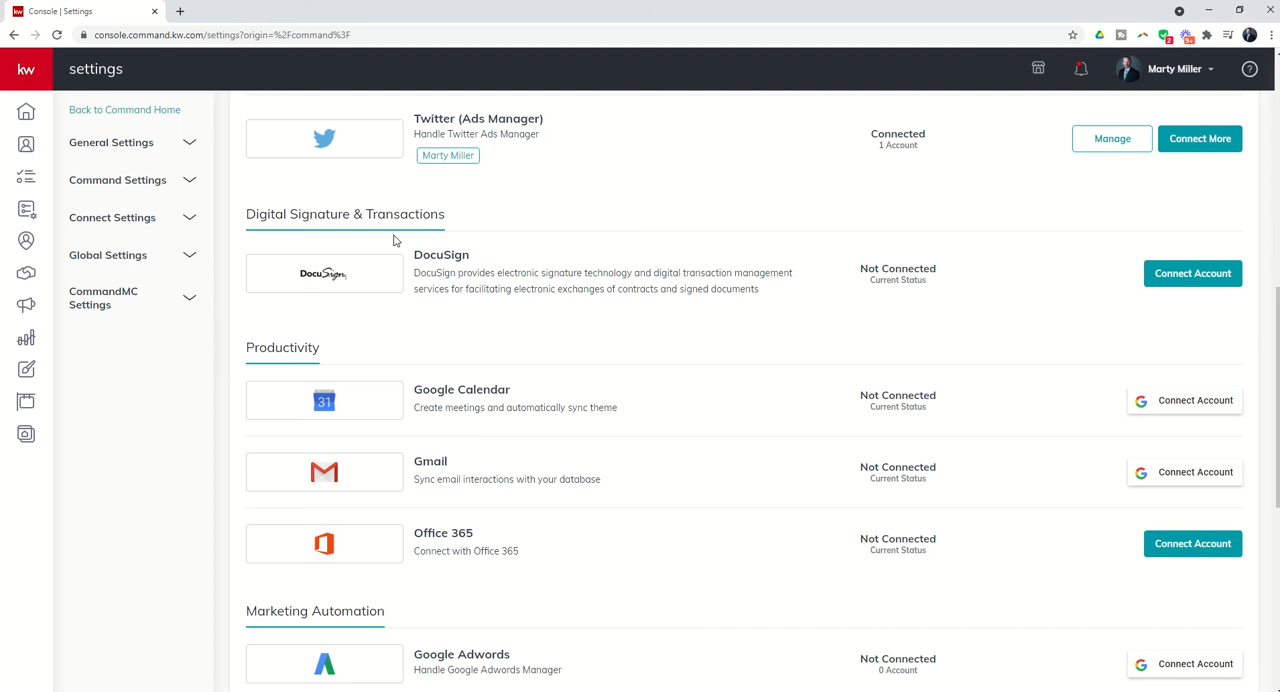 Console | Settings
console.command.kw.com/settings?origin=%2Fcommand%3F
2
9+
kw
settings
Marty Miller
Back to Command Home
General Settings
Command Settings
Connect Settings
Global Settings
CommandMC
Settings
Twitter (Ads Manager)
Handle Twitter Ads Manager
Marty Miller
Connected
1 Account
Manage
Connect More
Digital Signature & Transactions
DocuSign
DocuSign
DocuSign provides electronic signature technology and digital transaction management
services for facilitating electronic exchanges of contracts and signed documents
Not Connected
Current Status
Connect Account
Productivity
31
Google Calendar
Create meetings and automatically sync theme
Not Connected
Current Status
Connect Account
Gmail
Sync email interactions with your database
Not Connected
Current Status
Connect Account
Office 365
Connect with Office 365
Not Connected
Current Status
Connect Account
Marketing Automation
Google Adwords
Handle Google Adwords Manager
Not Connected
0 Account
Connect Account